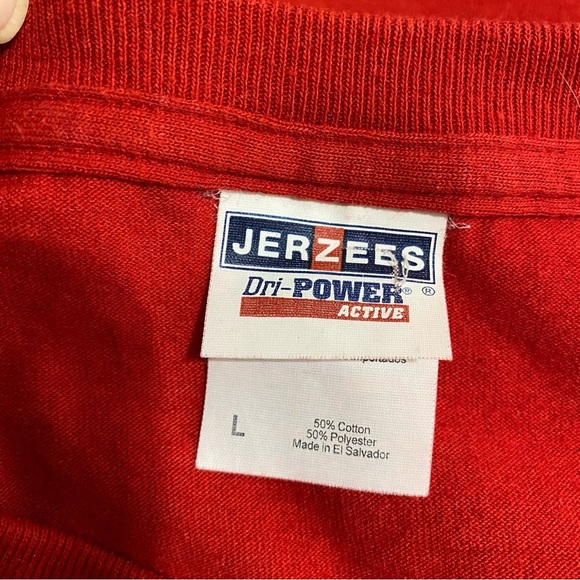 JERZEES
Dri-POWER® ®
ACTIVE
L
50% Cotton
50% Polyester
Made in El Salvador